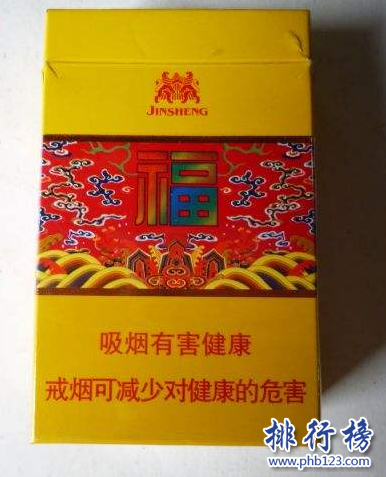 JINSHENG
福
吸烟有害健康
戒烟可减少对健康的危害
排行榜
www.phb123.com